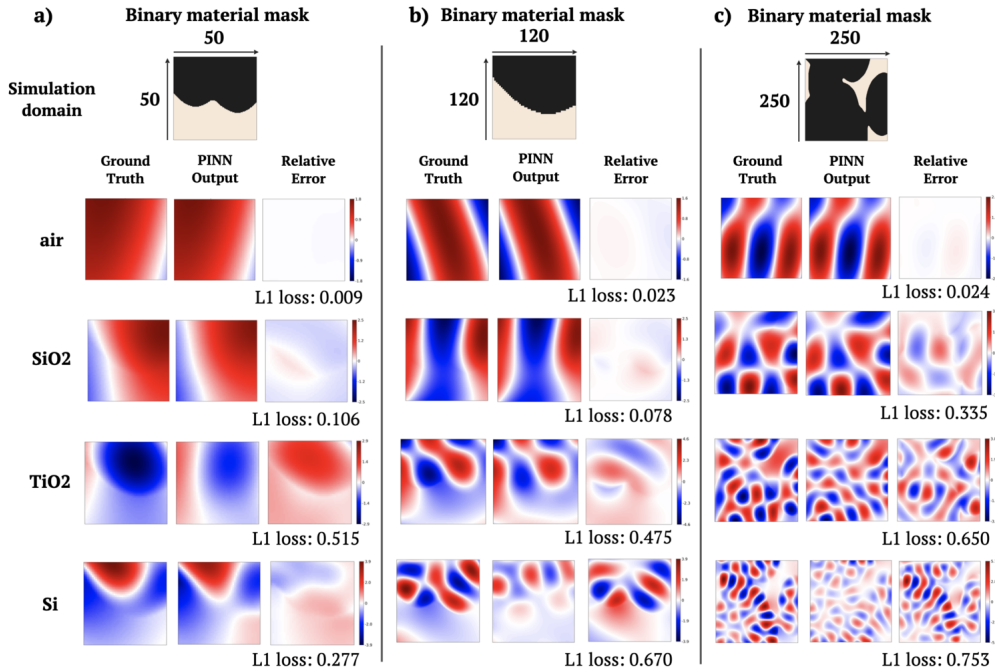 a) Binary material mask
50
b) Binary material mask
120
c) Binary material mask
250
Simulation
domain
50
120
250
Ground
Truth
PINN
Output
Relative
Error
Ground
Truth
PINN
Output
Relative
Error
Ground
Truth
PINN
Output
Relative
Error
air
L1 loss: 0.009
L1 loss: 0.023
L1 loss: 0.024
SiO2
L1 loss: 0.106
L1 loss: 0.078
L1 loss: 0.335
TiO2
L1 loss: 0.515
L1 loss: 0.475
L1 loss: 0.650
Si
L1 loss: 0.277
L1 loss: 0.670
L1 loss: 0.753